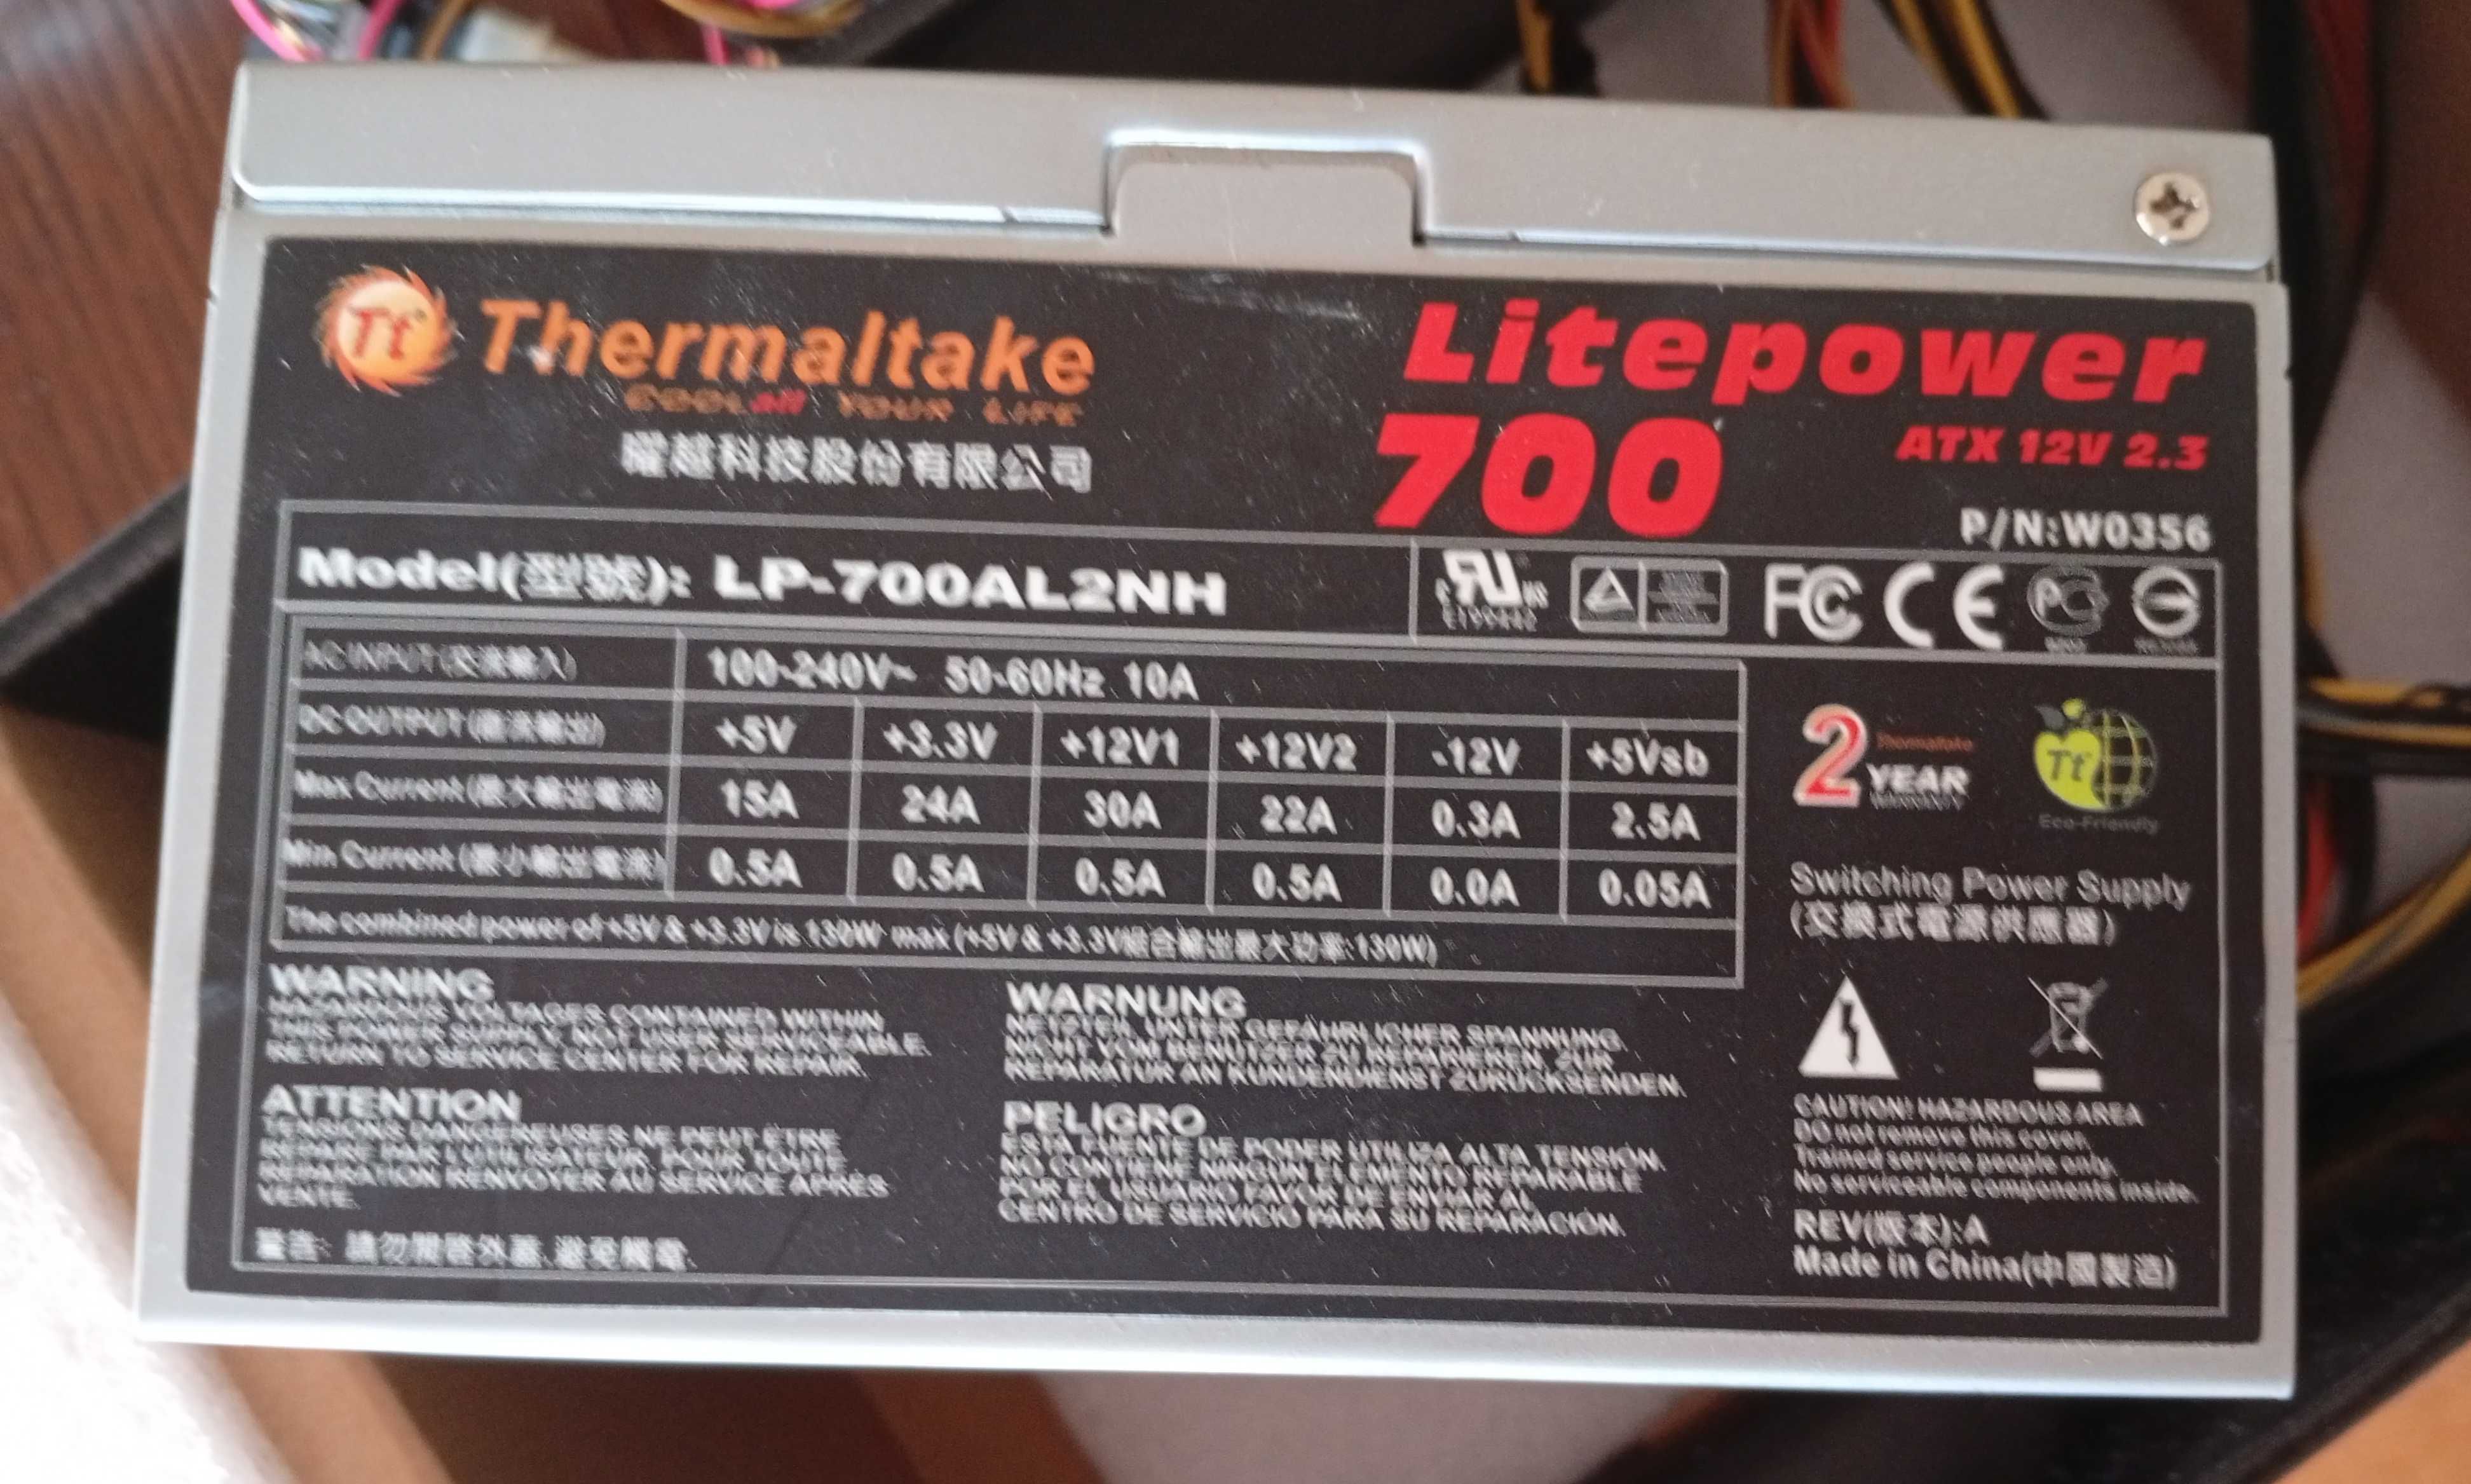 Tt Thermaltake
COOL all YOUR LIFE
曜越科技股份有限公司
Litepower
700
ATX 12V 2.3
P/N:W0356
Model(型號): LP-700AL2NH
FC CE
AC INPUT(交流輸入) 100-240V~ 50-60Hz 10A
DC OUTPUT(直流輸出) +5V +3.3V +12V1 +12V2 -12V +5Vsb
Max Current(最大輸出電流) 15A 24A 30A 22A 0.3A 2.5A
Min Current(最小輸出電流) 0.5A 0.5A 0.5A 0.5A 0.0A 0.05A
The combined power of +5V & +3.3V is 130W max (+5V & +3.3V組合輸出最大功率:130W)
2 Thermaltake
YEAR
WARRANTY
Tt
Eco-Friendly
Switching Power Supply
(交換式電源供應器)
WARNING
HAZARDOUS VOLTAGES CONTAINED WITHIN
THIS POWER SUPPLY NOT USER SERVICEABLE.
RETURN TO SERVICE CENTER FOR REPAIR.
ATTENTION
TENSIONS DANGEREUSES NE PEUT ETRE
REPARE PAR L'UTILISATEUR. POUR TOUTE
REPARATION RENVOYER AU SERVICE APRES
VENTE.
警告: 請勿開啓外蓋,避免觸電.
WARNUNG
NETZTEIL UNTER GEFÄHRLICHER SPANNUNG.
NICHT VOM BENUTZER ZU REPARIEREN. ZUR
REPARATUR AN KUNDENDIENST ZURÜCKSENDEN.
PELIGRO
ESTA FUENTE DE PODER UTILIZA ALTA TENSIÓN.
NO CONTIENE NINGUN ELEMENTO REPARABLE
POR EL USUARIO FAVOR DE ENVIAR AL
CENTRO DE SERVICIO PARA SU REPARACIÓN.
CAUTION! HAZARDOUS AREA
DO not remove this cover.
Trained service people only.
No serviceable components inside.
REV(版本):A
Made in China(中國製造)